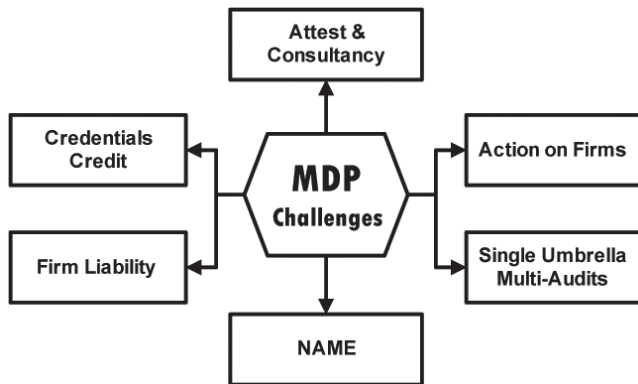 Attest &
Consultancy
Credentials
Credit
MDP
Challenges
Action on Firms
Firm Liability
Single Umbrella
Multi-Audits
NAME